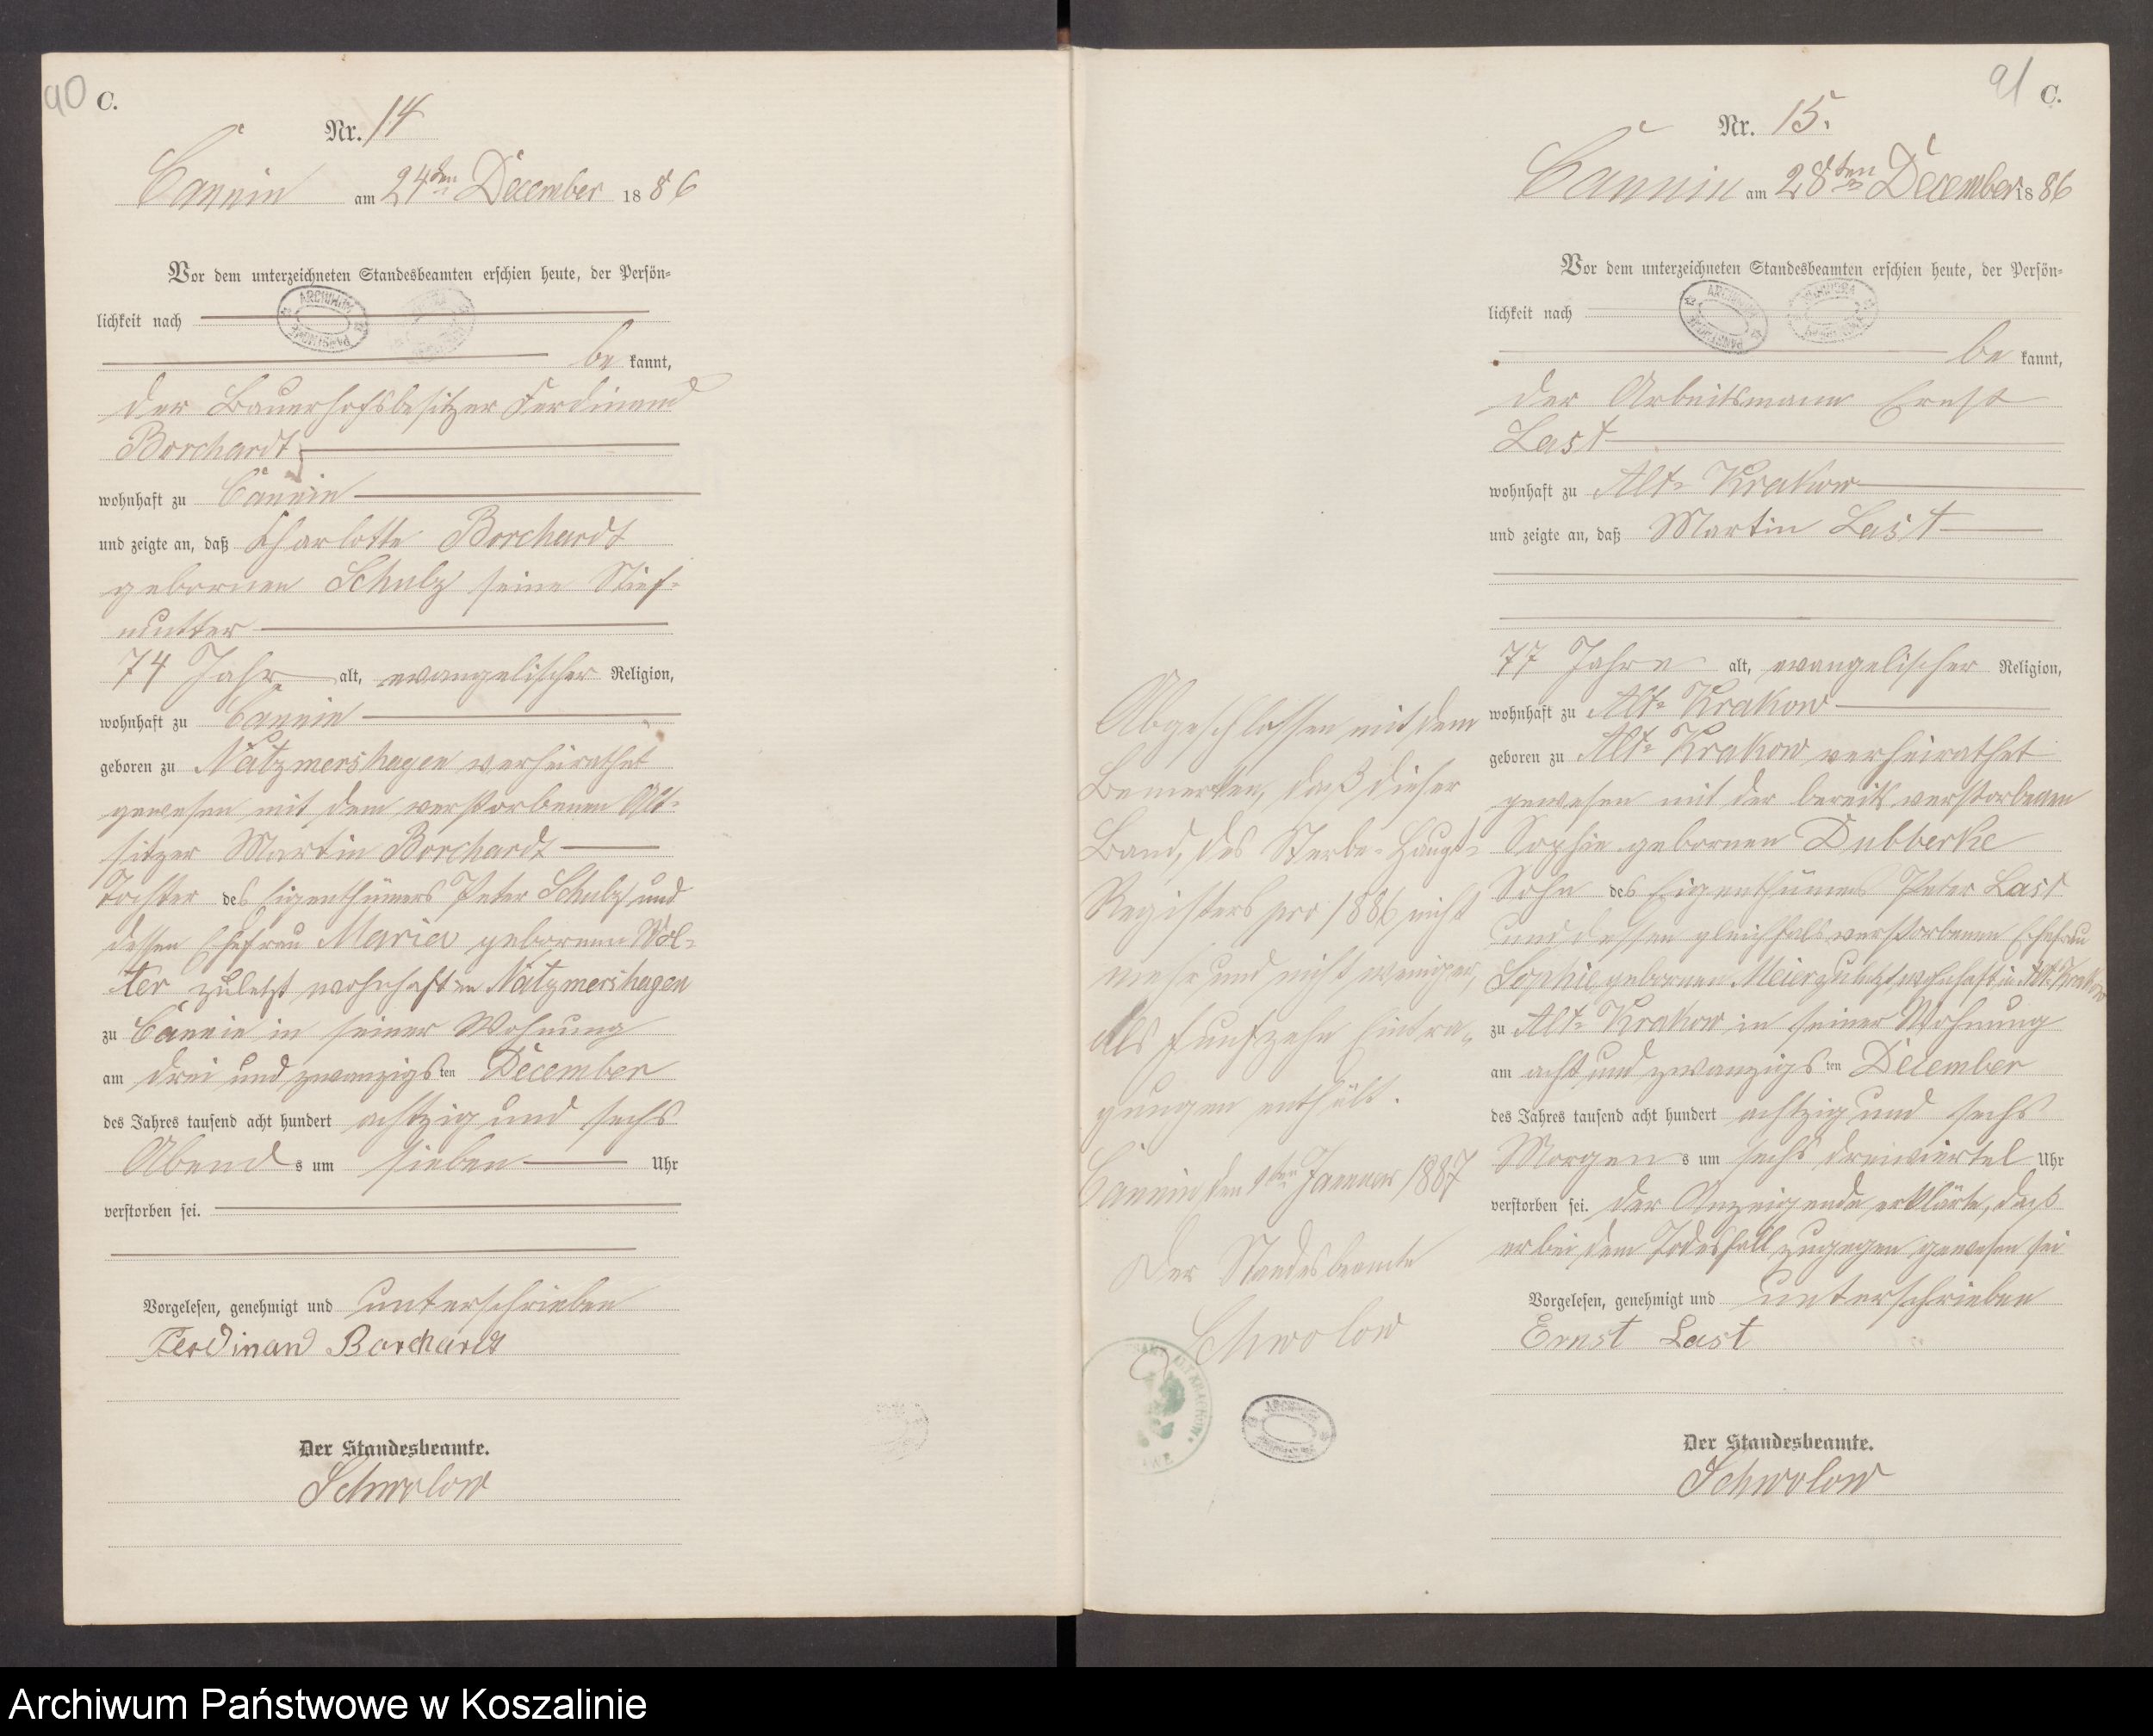 90 C.
Nr. 14
Cannin am 24ten December 1886
Vor dem unterzeichneten Standesbeamten erschien heute, der Persön-
lichkeit nach
be kannt,
der Bauerhofsbesitzer Ferdinand
Borchardt
wohnhaft zu Cannin
und zeigte an, daß Charlotte Borchardt
gebornen Schulz seine Stief-
mutter
74 Jahr alt, evangelischer Religion,
wohnhaft zu Cannin
geboren zu Natzmershagen verheirathet
gewesen mit dem verstorbenen Alt-
sitzer Martin Borchardt
Tochter des Eigenthümers Peter Schulz und
dessen Ehefrau Maria gebornen Wol-
ter zuletzt wohnhaft in Natzmershagen
zu Cannin in seiner Wohnung
am drei und zwanzigsten December
des Jahres tausend acht hundert achtzig und sechs
Abends um sieben Uhr
verstorben sei.
Vorgelesen, genehmigt und unterschrieben
Ferdinand Borchardt
Der Standesbeamte.
Schwolow
Abgeschlossen mit dem
Bemerken, daß dieser
Band, des Sterbe-Haupt-
Registers pro 1886 nicht
mehr und nicht weniger,
als funfzehn Eintra-
gungen enthält.
Cannin, den 1ten Januar 1887
Der Standesbeamte
Schwolow
ARCHIWUM
91 C.
Nr. 15.
Cannin am 28ten December 1886
Vor dem unterzeichneten Standesbeamten erschien heute, der Persön-
lichkeit nach
be kannt,
der Arbeitsmann Ernst
Last
wohnhaft zu Alt-Krakow
und zeigte an, daß Martin Last
77 Jahre alt, evangelischer Religion,
wohnhaft zu Alt-Krakow
geboren zu Alt-Krakow verheirathet
gewesen mit der bereits verstorbenen
Sophie gebornen Dubberke
Sohn des Eigenthümers Peter Last
und dessen gleichfals verstorbenen Ehefrau
Sophie gebornen Meier zuletzt wohnhaft in Alt-Krakow
zu Alt-Krakow in seiner Wohnung
am acht und zwanzigsten December
des Jahres tausend acht hundert achtzig und sechs
Morgens um sechs dreiviertel Uhr
verstorben sei. Der Anzeigende erklärte, daß
er bei dem Todesfall zugegen gewesen sei
Vorgelesen, genehmigt und unterschrieben
Ernst Last
Der Standesbeamte.
Schwolow
Archiwum Państwowe w Koszalinie